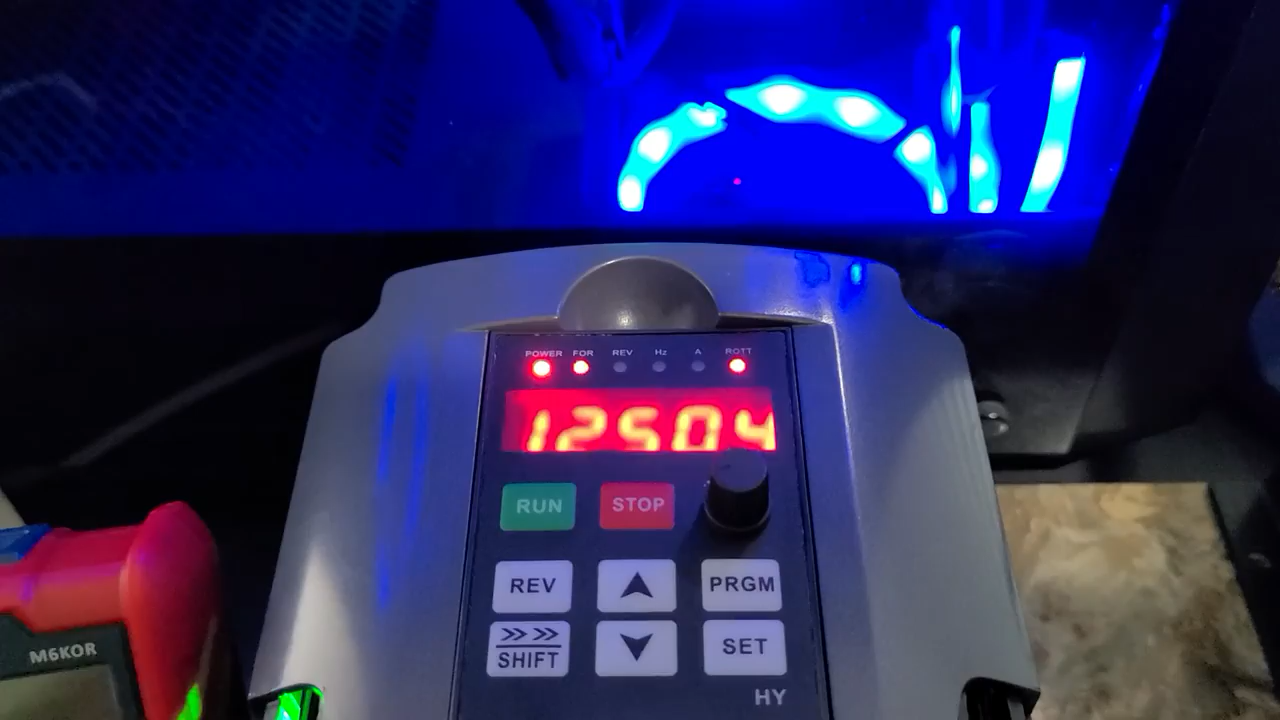 POWER FOR REV Hz A ROTT
12504
RUN STOP
REV PRGM
SHIFT SET
HY
M6KOR